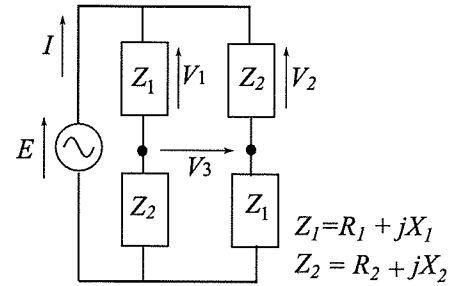 I
Z₁
V₁
Z₂
V₂
E
V₃
Z₂
Z₁
Z₁=R₁ + jX₁
Z₂ = R₂ + jX₂